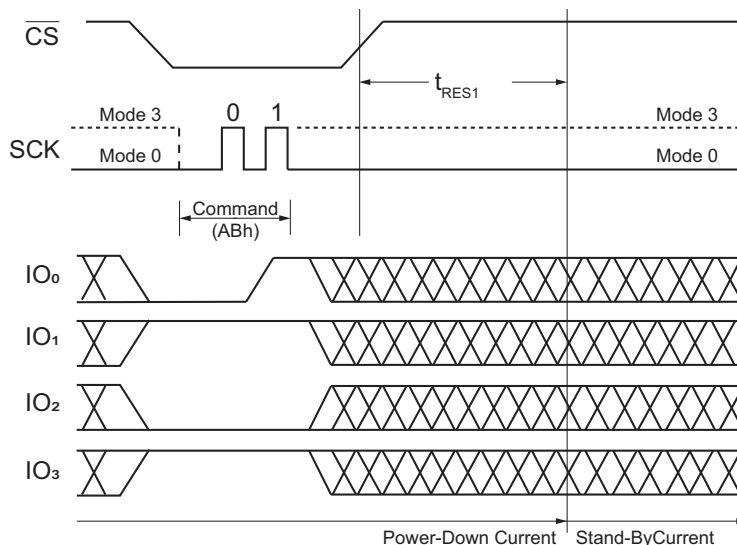 CS
tRES1
Mode 3
0
1
Mode 3
SCK
Mode 0
Mode 0
Command
(ABh)
IO₀
IO₁
IO₂
IO₃
Power-Down Current
Stand-ByCurrent